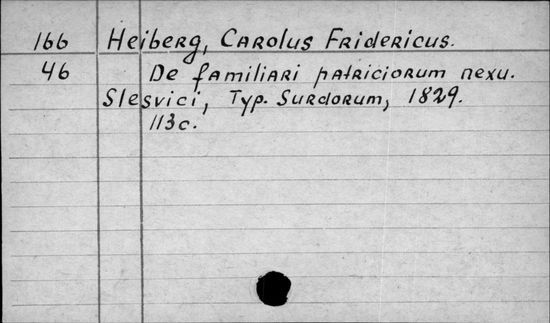 166 Heiberg, Carolus Fridericus.
46 De familiari patriciorum nexu.
Slesvici, Typ. Surdorum, 1829.
113c.